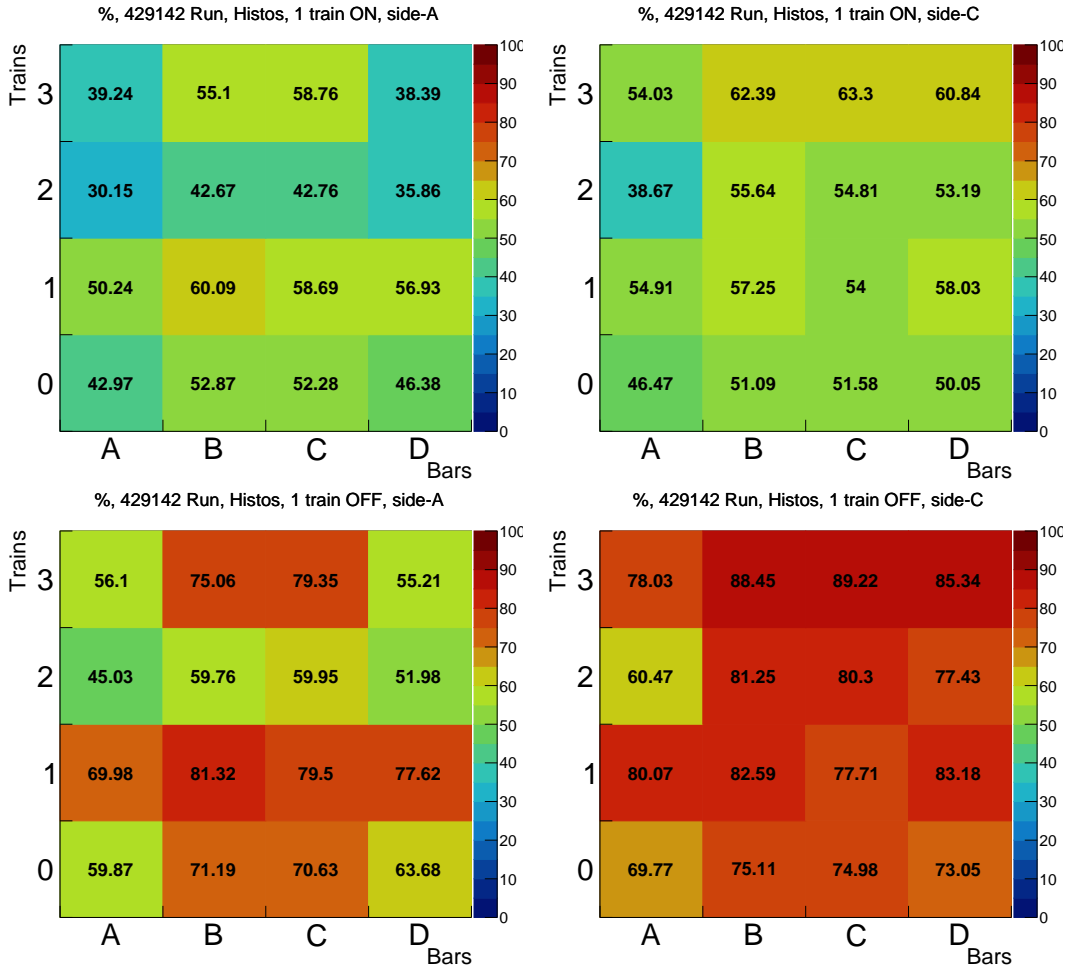 %, 429142 Run, Histos, 1 train ON, side-A
Trains
3 39.24 55.1 58.76 38.39
2 30.15 42.67 42.76 35.86
1 50.24 60.09 58.69 56.93
0 42.97 52.87 52.28 46.38
A B C D
Bars
100
90
80
70
60
50
40
30
20
10
0
%, 429142 Run, Histos, 1 train ON, side-C
Trains
3 54.03 62.39 63.3 60.84
2 38.67 55.64 54.81 53.19
1 54.91 57.25 54 58.03
0 46.47 51.09 51.58 50.05
A B C D
Bars
100
90
80
70
60
50
40
30
20
10
0
%, 429142 Run, Histos, 1 train OFF, side-A
Trains
3 56.1 75.06 79.35 55.21
2 45.03 59.76 59.95 51.98
1 69.98 81.32 79.5 77.62
0 59.87 71.19 70.63 63.68
A B C D
Bars
100
90
80
70
60
50
40
30
20
10
0
%, 429142 Run, Histos, 1 train OFF, side-C
Trains
3 78.03 88.45 89.22 85.34
2 60.47 81.25 80.3 77.43
1 80.07 82.59 77.71 83.18
0 69.77 75.11 74.98 73.05
A B C D
Bars
100
90
80
70
60
50
40
30
20
10
0